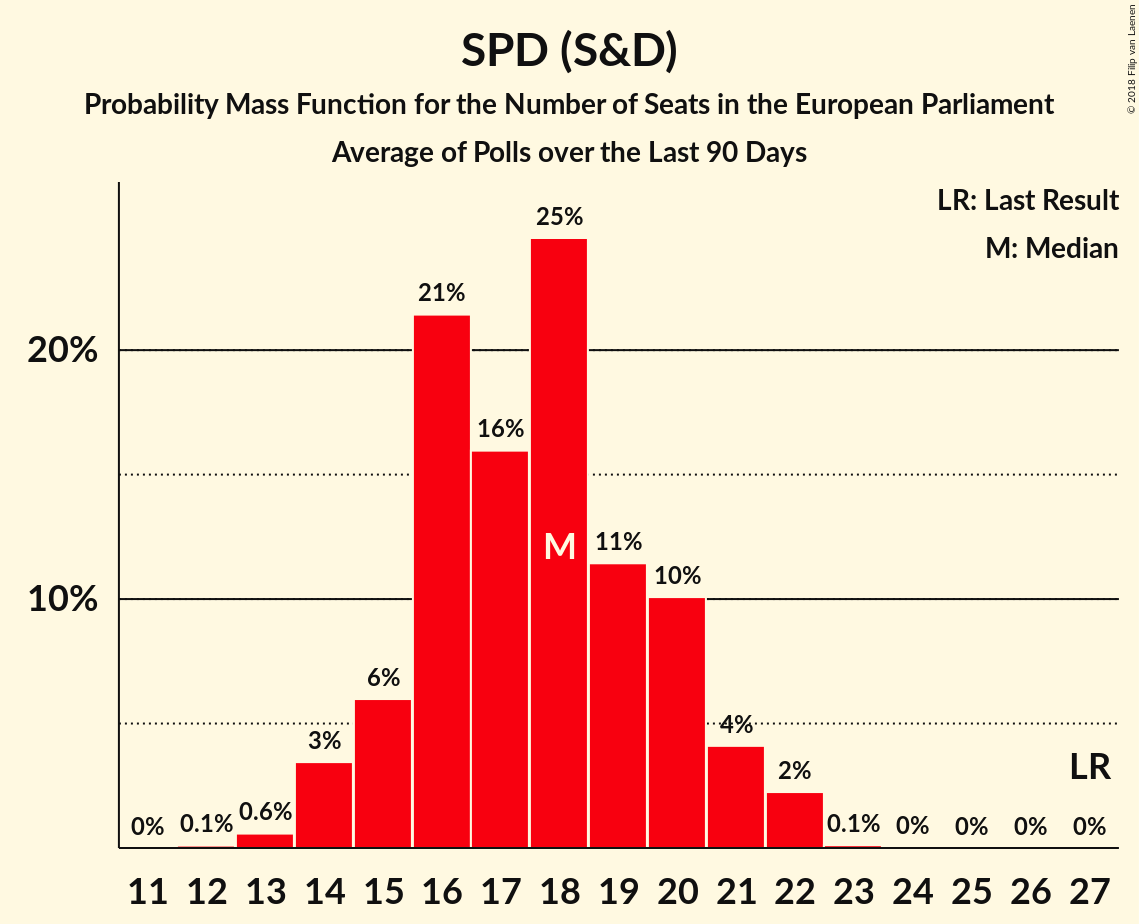 SPD (S&D)
Probability Mass Function for the Number of Seats in the European Parliament
Average of Polls over the Last 90 Days
© 2018 Filip van Laenen
LR: Last Result
M: Median
25%
21%
20%
16%
M
11%
10%
10%
6%
4%
3%
2%
LR
0% 0.1% 0.6% 0.1% 0% 0% 0% 0%
11 12 13 14 15 16 17 18 19 20 21 22 23 24 25 26 27